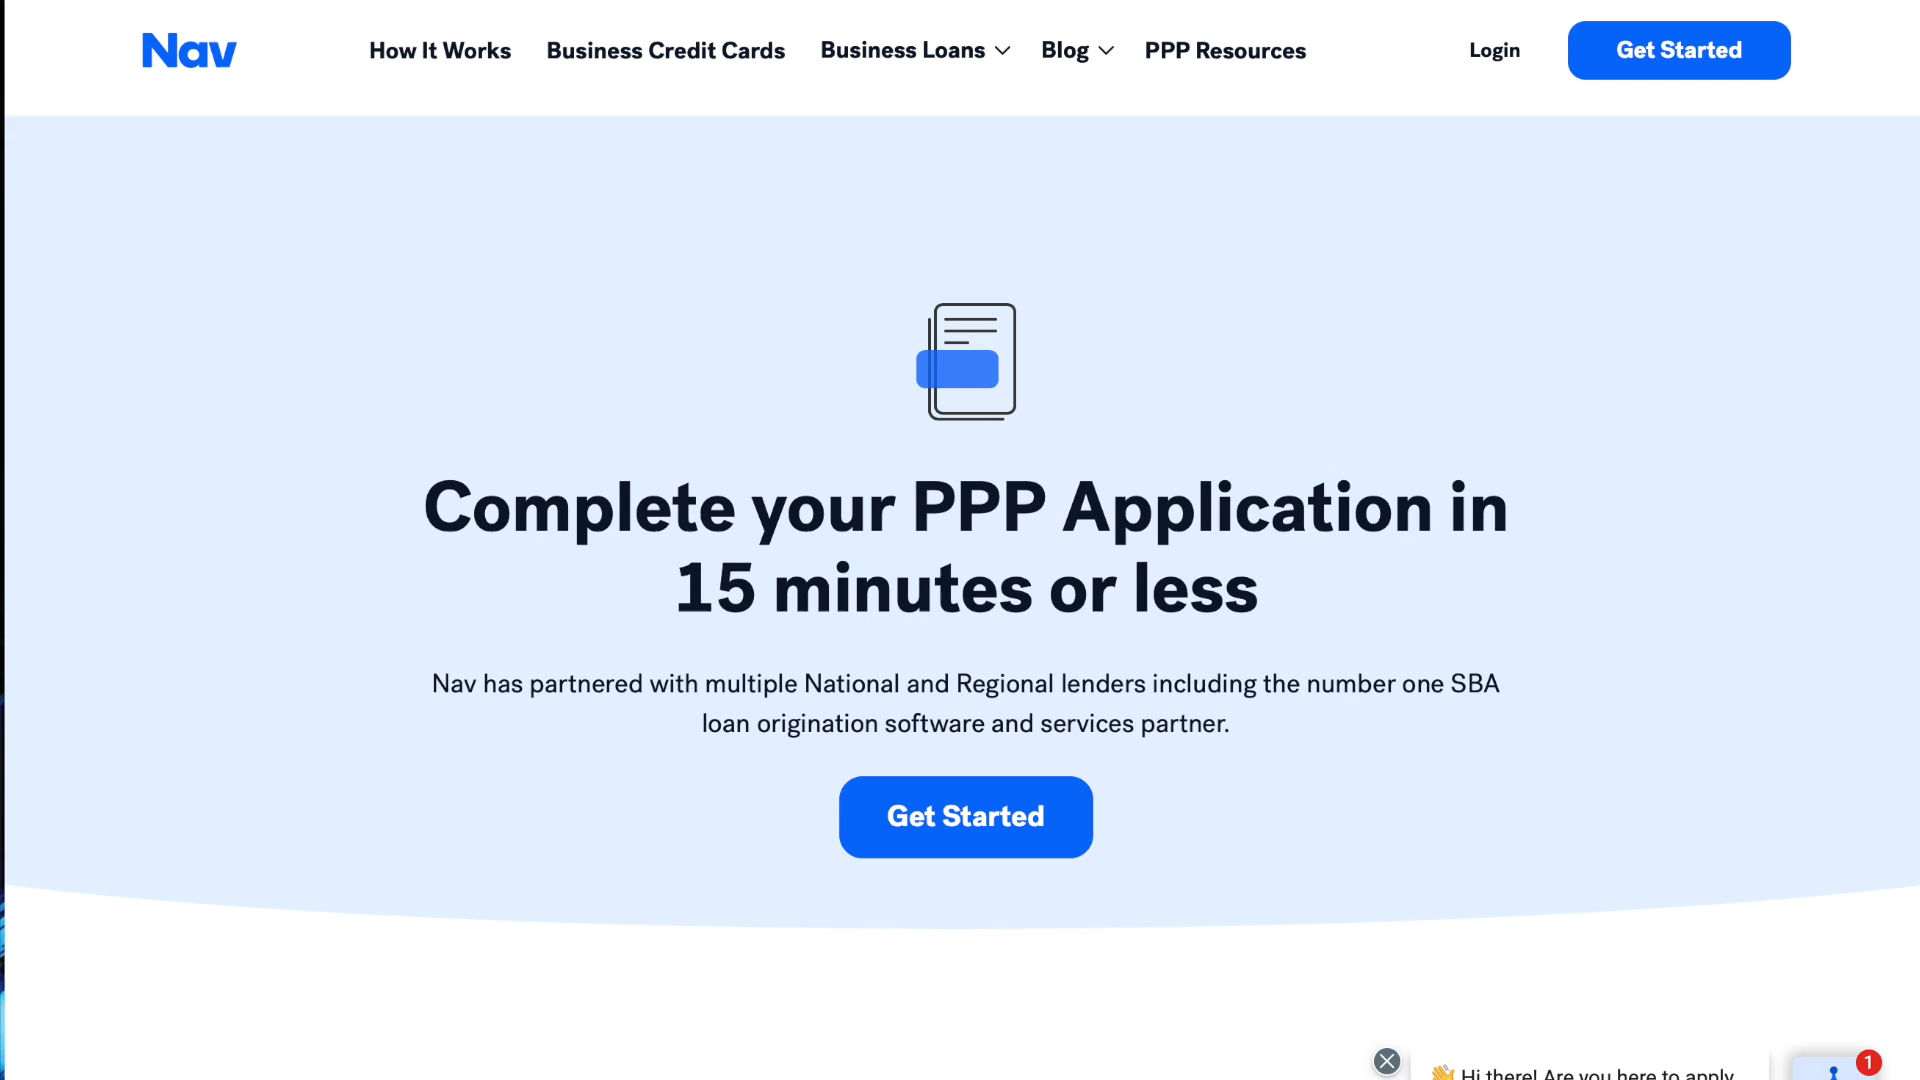 Nav
How It Works
Business Credit Cards
Business Loans
Blog
PPP Resources
Login
Get Started
Complete your PPP Application in
15 minutes or less
Nav has partnered with multiple National and Regional lenders including the number one SBA
loan origination software and services partner.
Get Started
1
👋 Hi there! Are you here to apply